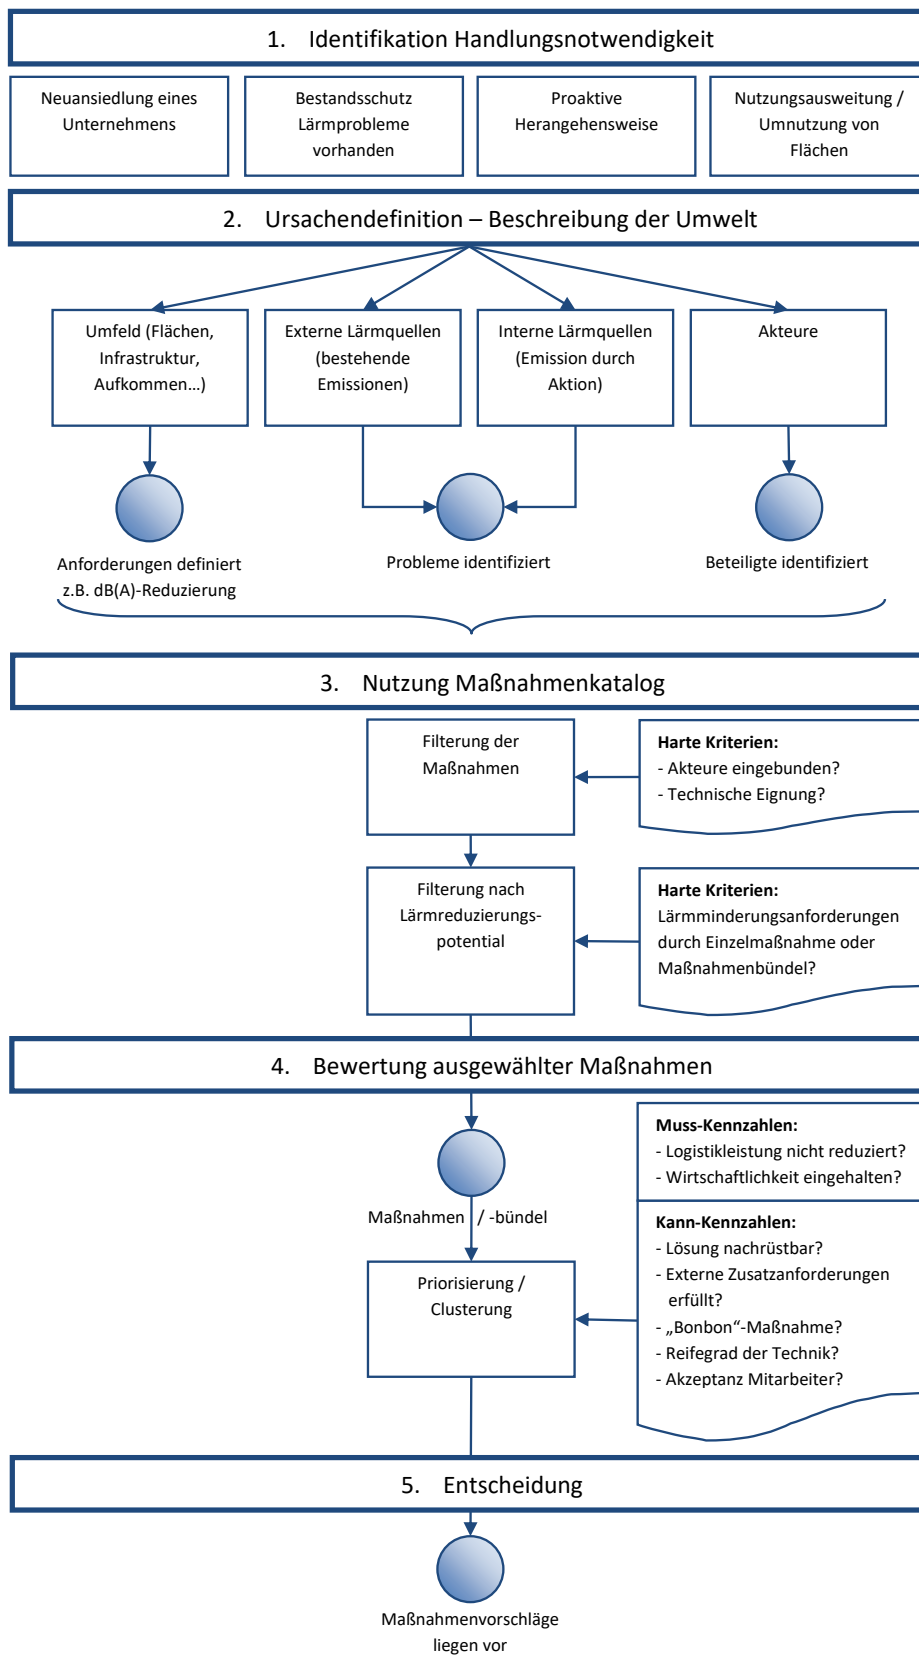 1. Identifikation Handlungsnotwendigkeit
Neuansiedlung eines
Unternehmens
Bestandsschutz
Lärmprobleme
vorhanden
Proaktive
Herangehensweise
Nutzungsausweitung /
Umnutzung von
Flächen
2. Ursachendefinition – Beschreibung der Umwelt
Umfeld (Flächen,
Infrastruktur,
Aufkommen...)
Externe Lärmquellen
(bestehende
Emissionen)
Interne Lärmquellen
(Emission durch
Aktion)
Akteure
Anforderungen definiert
z.B. dB(A)-Reduzierung
Probleme identifiziert
Beteiligte identifiziert
3. Nutzung Maßnahmenkatalog
Filterung der
Maßnahmen
Harte Kriterien:
- Akteure eingebunden?
- Technische Eignung?
Filterung nach
Lärmreduzierungs-
potential
Harte Kriterien:
Lärmminderungsanforderungen
durch Einzelmaßnahme oder
Maßnahmenbündel?
4. Bewertung ausgewählter Maßnahmen
Maßnahmen / -bündel
Muss-Kennzahlen:
- Logistikleistung nicht reduziert?
- Wirtschaftlichkeit eingehalten?
Priorisierung /
Clusterung
Kann-Kennzahlen:
- Lösung nachrüstbar?
- Externe Zusatzanforderungen
erfüllt?
- „Bonbon“-Maßnahme?
- Reifegrad der Technik?
- Akzeptanz Mitarbeiter?
5. Entscheidung
Maßnahmenvorschläge
liegen vor